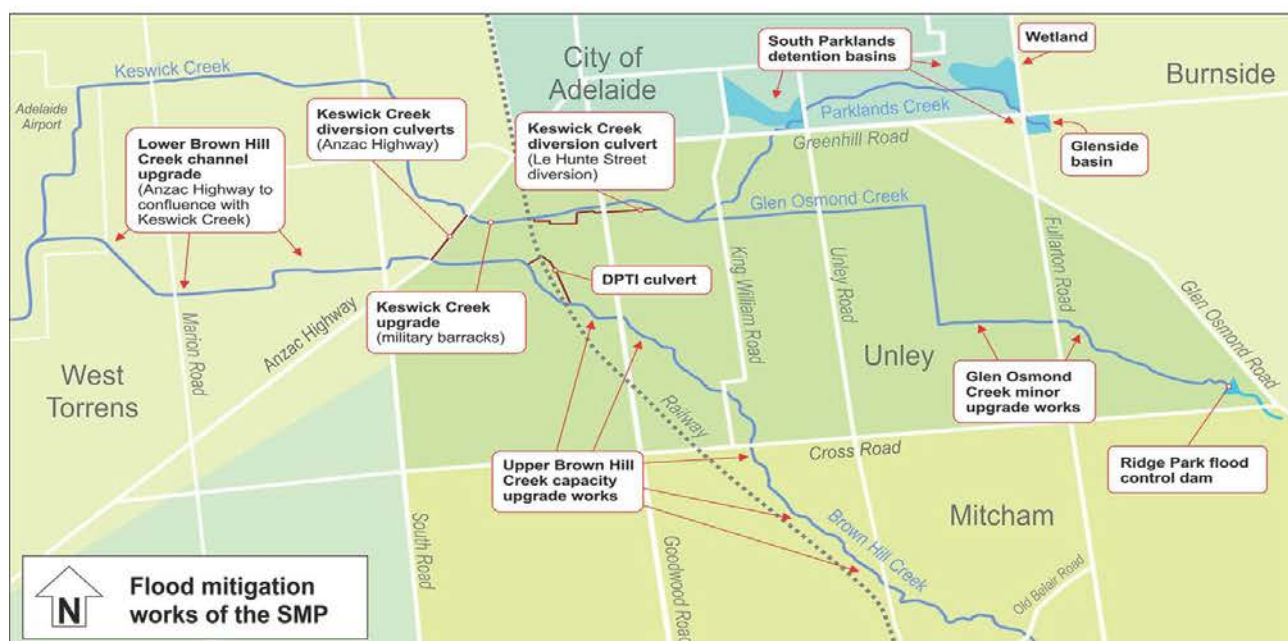 Keswick Creek
Adelaide
Airport
Lower Brown Hill
Creek channel
upgrade
(Anzac Highway to
confluence with
Keswick Creek)
Keswick Creek
diversion culverts
(Anzac Highway)
City of
Adelaide
Keswick Creek
diversion culvert
(Le Hunte Street
diversion)
South Parklands
detention basins
Wetland
Burnside
Parklands Creek
Greenhill Road
Glenside
basin
Glen Osmond Creek
DPTI culvert
Keswick Creek
upgrade
(military barracks)
King William Road
Unley Road
Fullarton Road
Glen Osmond Road
Marion Road
Anzac Highway
West
Torrens
Unley
Glen Osmond
Creek minor
upgrade works
Railway
Cross Road
Upper Brown Hill
Creek capacity
upgrade works
Ridge Park flood
control dam
Mitcham
Brown Hill Creek
South Road
Goodwood Road
Old Belair Road
N
Flood mitigation
works of the SMP